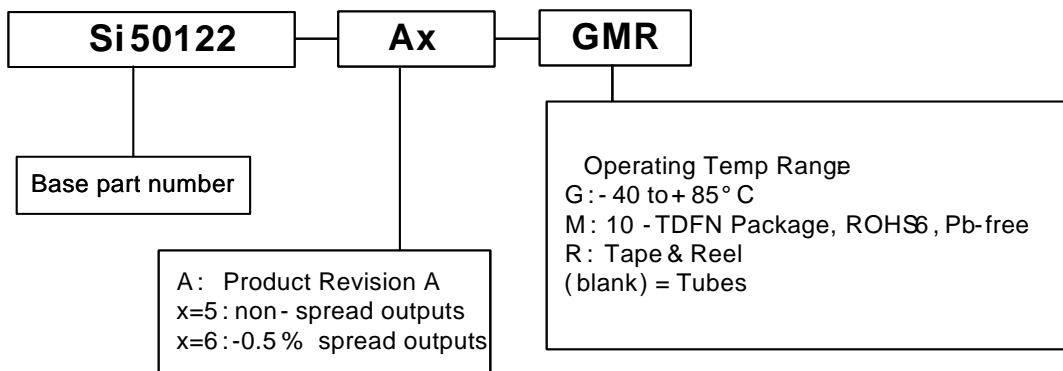 Si50122
Ax
GMR
Base part number
A: Product Revision A
x=5: non- spread outputs
x=6:-0.5% spread outputs
Operating Temp Range:
G:- 40 to+ 85° C
M: 10 -TDFN Package, ROHS6, Pb-free
R: Tape & Reel
(blank) = Tubes